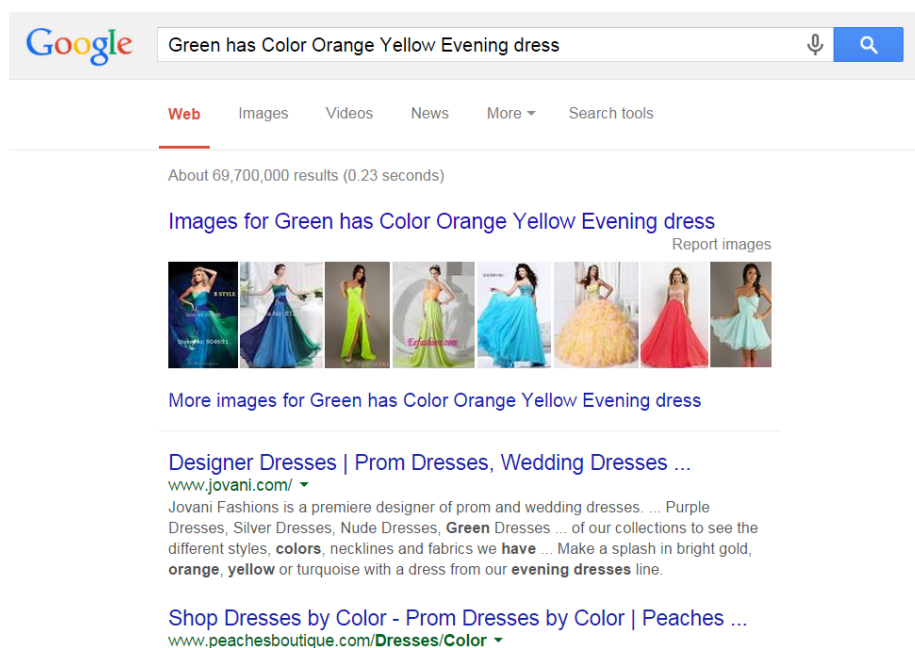 Google
Green has Color Orange Yellow Evening dress
Web Images Videos News More Search tools
About 69,700,000 results (0.23 seconds)
Images for Green has Color Orange Yellow Evening dress
Report images
B STYLE
Eefashion.com
More images for Green has Color Orange Yellow Evening dress
Designer Dresses | Prom Dresses, Wedding Dresses ...
www.jovani.com/
Jovani Fashions is a premiere designer of prom and wedding dresses. ... Purple
Dresses, Silver Dresses, Nude Dresses, Green Dresses ... of our collections to see the
different styles, colors, necklines and fabrics we have ... Make a splash in bright gold,
orange, yellow or turquoise with a dress from our evening dresses line.
Shop Dresses by Color - Prom Dresses by Color | Peaches ...
www.peachesboutique.com/Dresses/Color